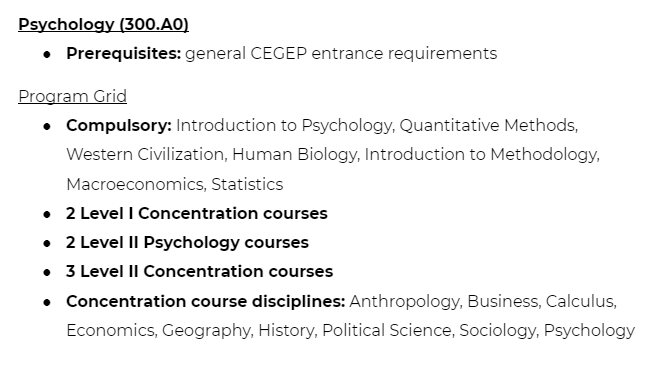 Psychology (300.A0)
• Prerequisites: general CEGEP entrance requirements
Program Grid
• Compulsory: Introduction to Psychology, Quantitative Methods,
Western Civilization, Human Biology, Introduction to Methodology,
Macroeconomics, Statistics
• 2 Level I Concentration courses
• 2 Level II Psychology courses
• 3 Level II Concentration courses
• Concentration course disciplines: Anthropology, Business, Calculus,
Economics, Geography, History, Political Science, Sociology, Psychology